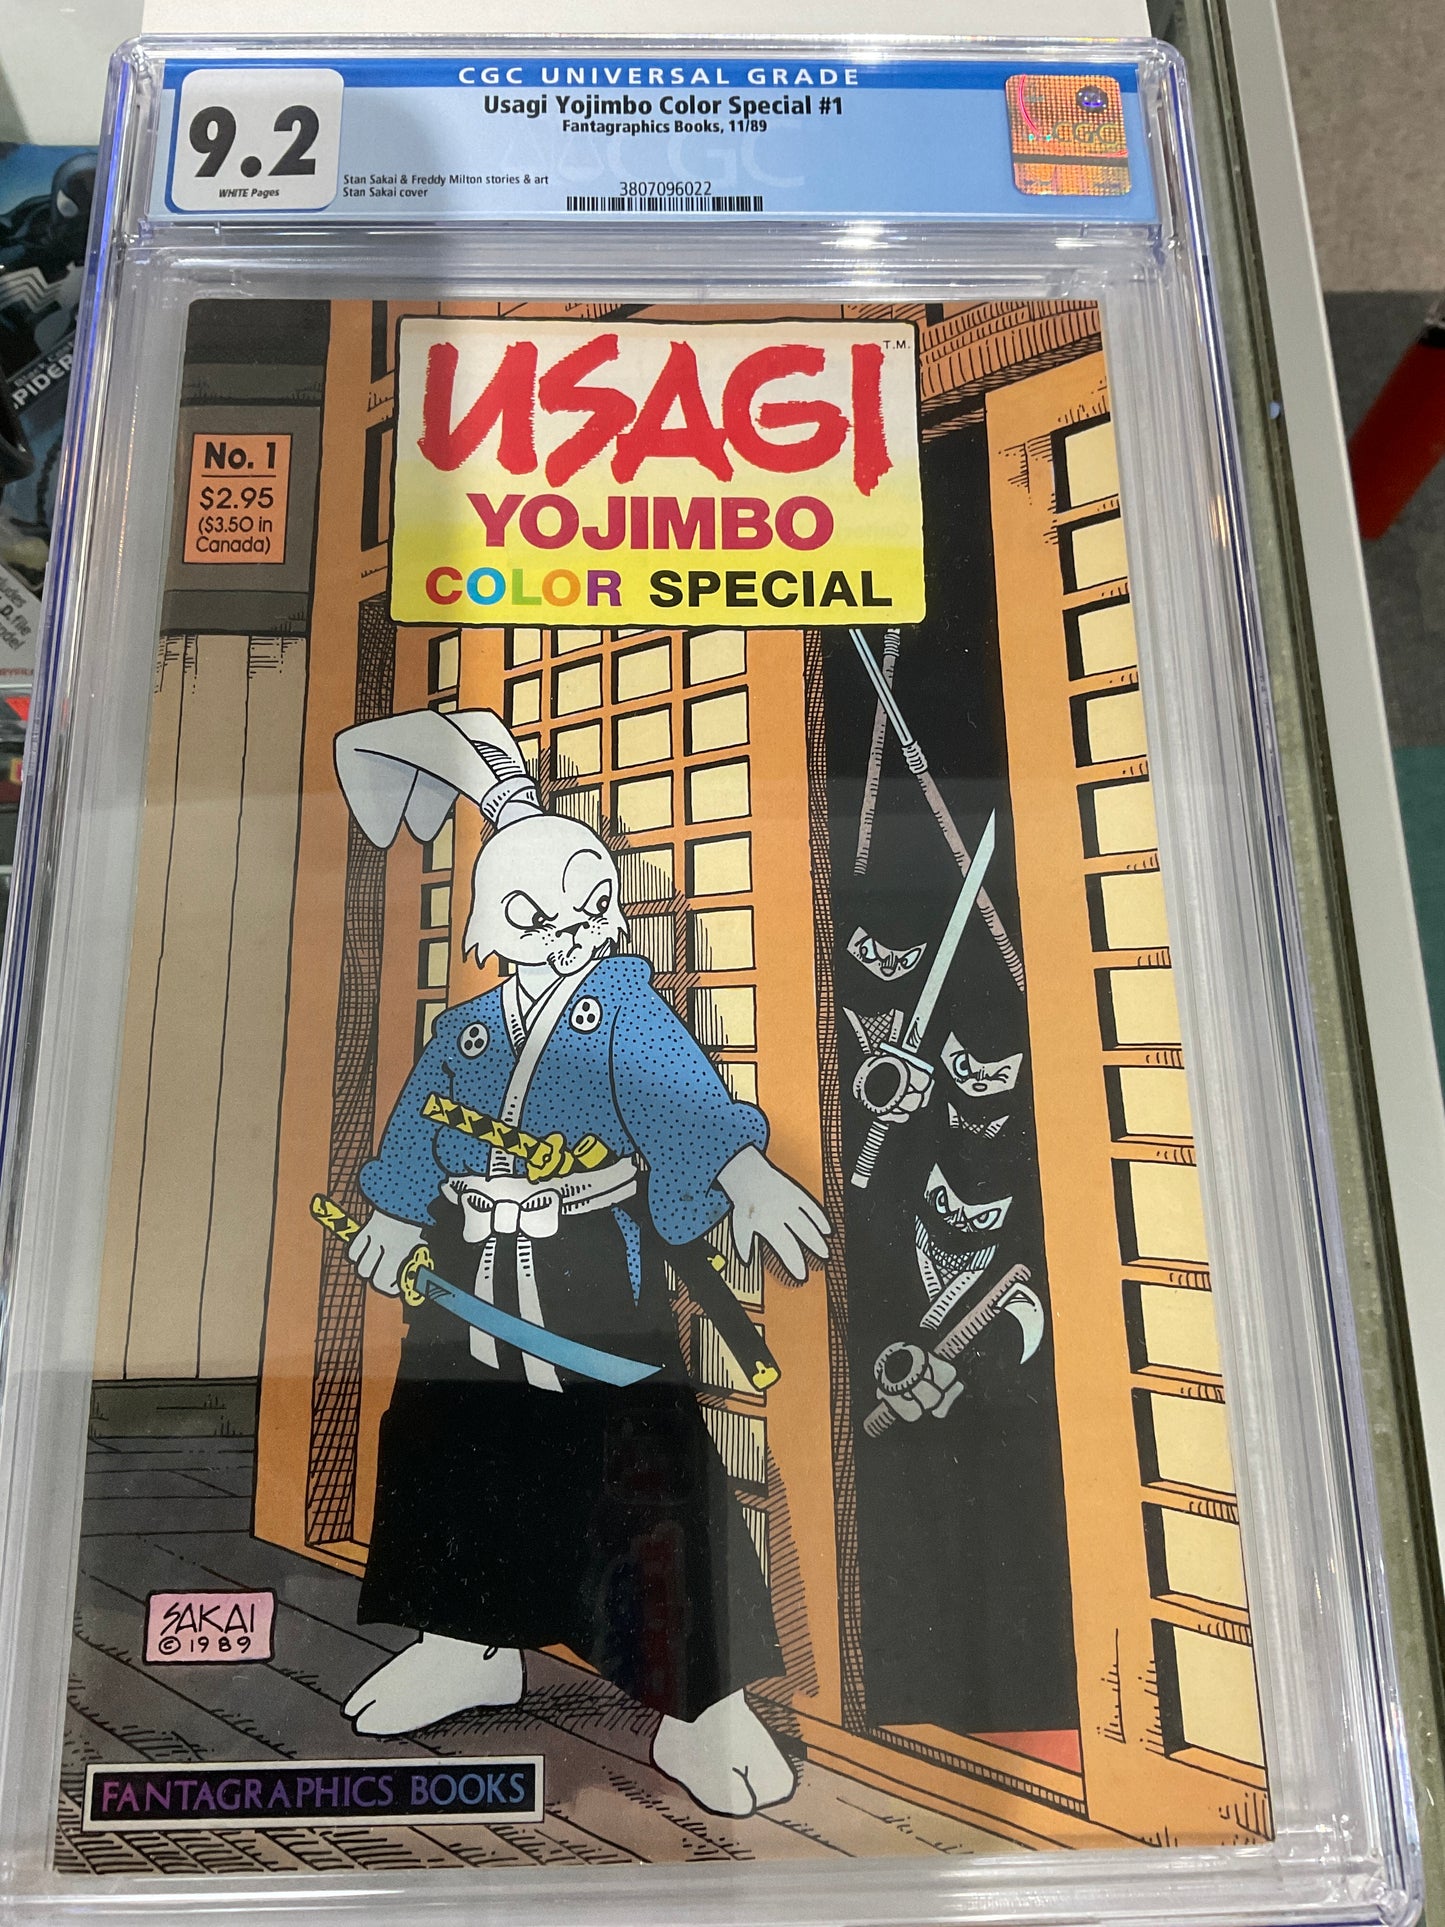 CGC UNIVERSAL GRADE
9.2
WHITE Pages
Usagi Yojimbo Color Special #1
Fantagraphics Books, 11/89
Stan Sakai & Freddy Milton stories & art
Stan Sakai cover
3807096022
CGC
USAGI
T.M.
YOJIMBO
COLOR SPECIAL
No. 1
$2.95
($3.50 in
Canada)
SAKAI
© 1989
FANTAGRAPHICS BOOKS